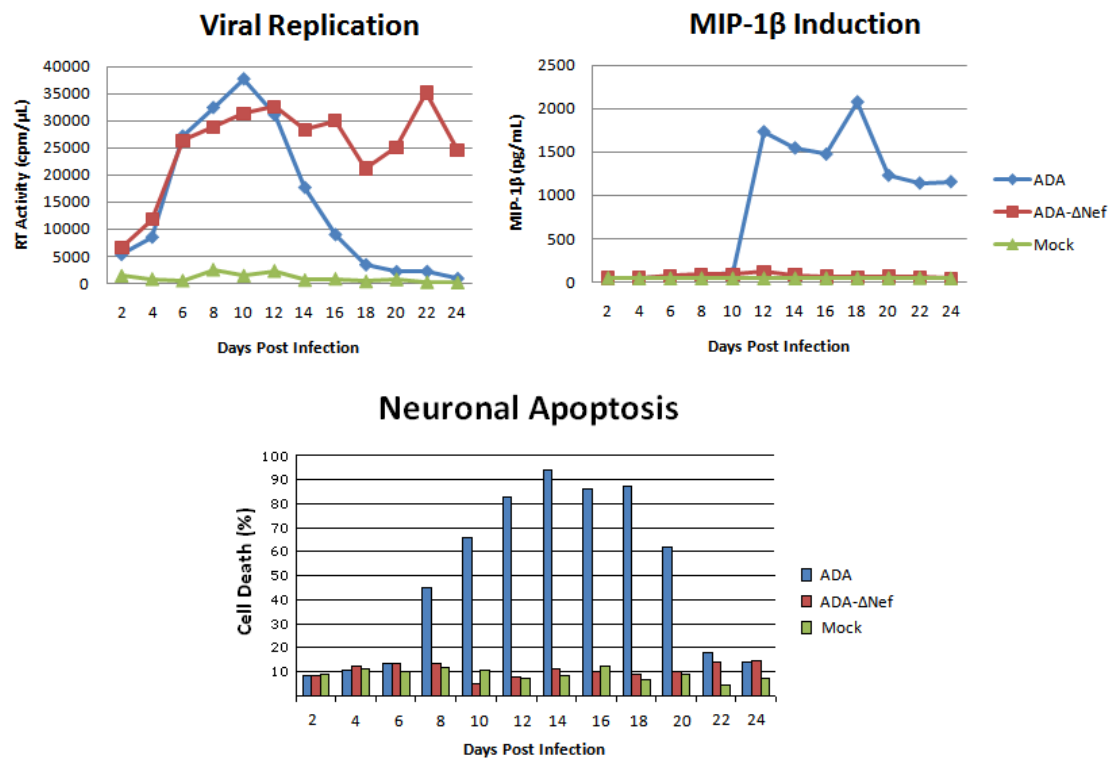 Viral Replication
40000
35000
30000
25000
20000
15000
10000
5000
0
RT Activity (cpm/µL)
2 4 6 8 10 12 14 16 18 20 22 24
Days Post Infection
MIP-1β Induction
2500
2000
1500
1000
500
0
MIP-1β (pg/mL)
2 4 6 8 10 12 14 16 18 20 22 24
Days Post Infection
ADA
ADA-ΔNef
Mock
Neuronal Apoptosis
100
90
80
70
60
50
40
30
20
10
Cell Death (%)
2 4 6 8 10 12 14 16 18 20 22 24
Days Post Infection
ADA
ADA-ΔNef
Mock